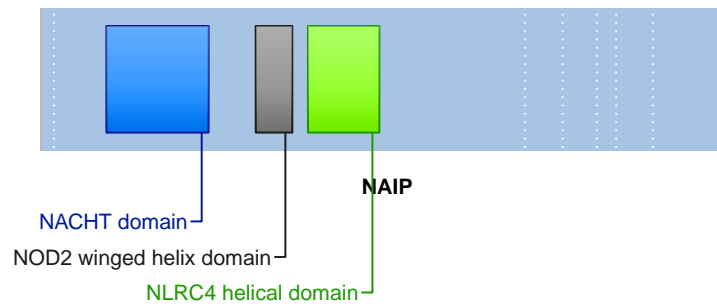 NAIP
NACHT domain
NOD2 winged helix domain
NLRC4 helical domain